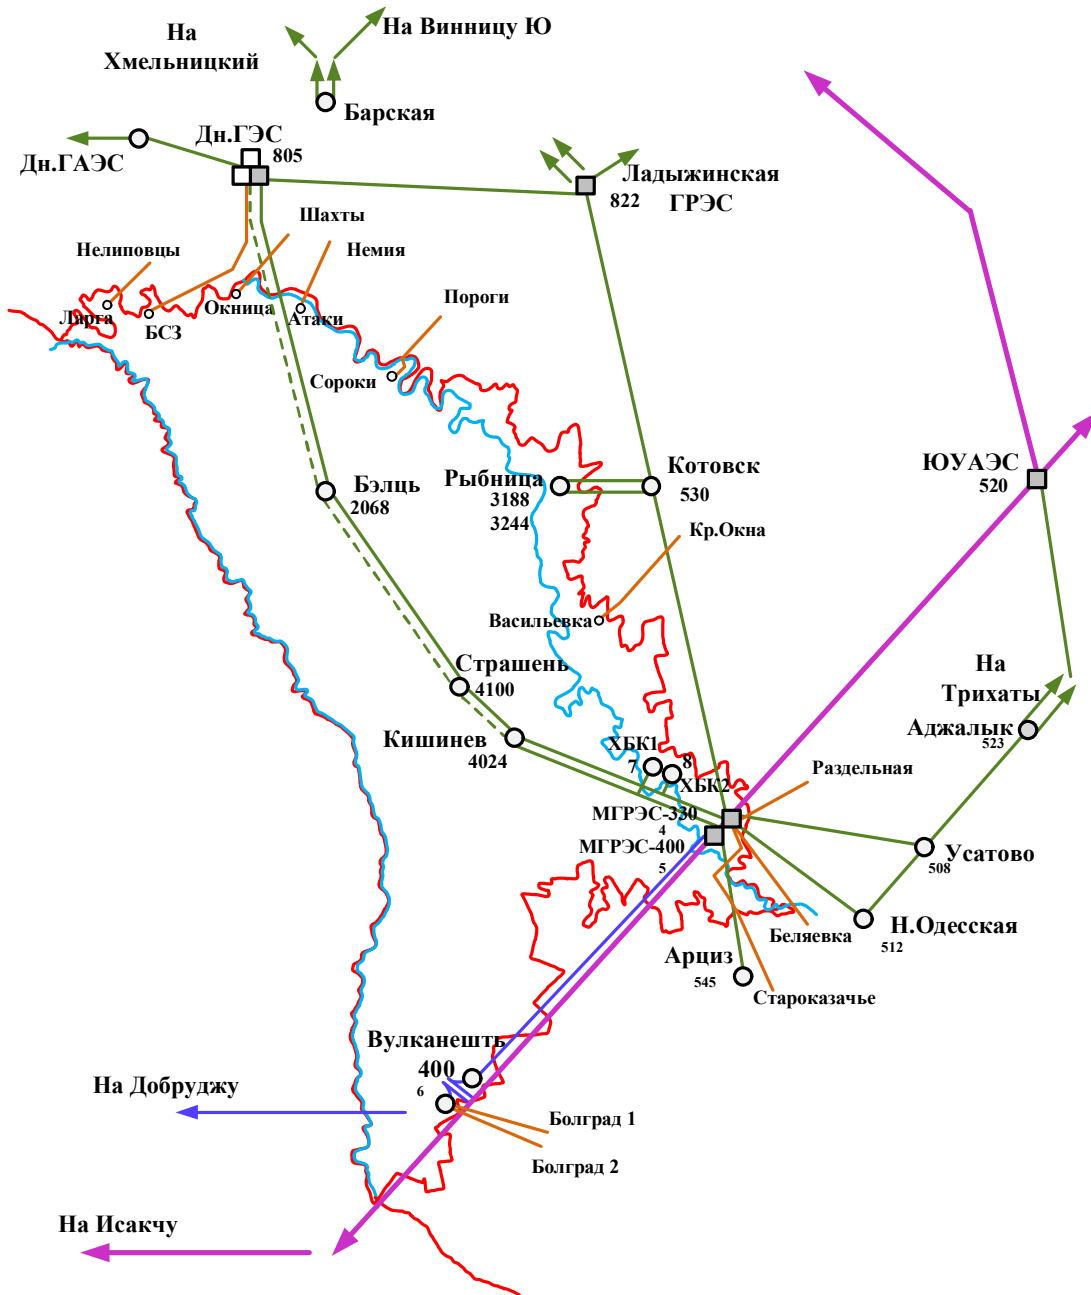 На
Хмельницкий
На Винницу Ю
Барская
Дн.ГАЭС
Дн.ГЭС
805
Ладыжинская
ГРЭС
822
Шахты
Нелиповцы
Немия
Пороги
Ларга
БСЗ
Окница
Атаки
Сороки
Бэлць
2068
Рыбница
3188
3244
Котовск
530
ЮУАЭС
520
Кр.Окна
Васильевка
Страшень
4100
Кишинев
4024
На
Трихаты
Аджалык
523
ХБК1
7
8
ХБК2
Раздельная
МГРЭС-330
4
МГРЭС-400
5
Усатово
508
Н.Одесская
512
Беляевка
Арциз
545
Староказачье
Вулканешть
400
6
На Добруджу
Болград 1
Болград 2
На Исакчу